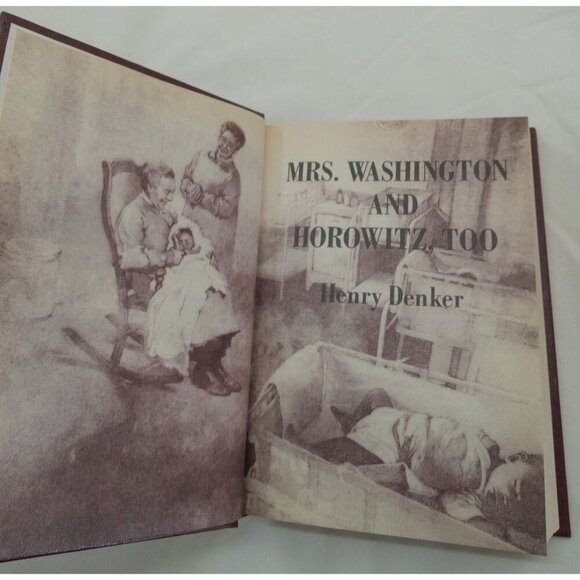 MRS. WASHINGTON
AND
HOROWITZ, TOO
Henry Denker